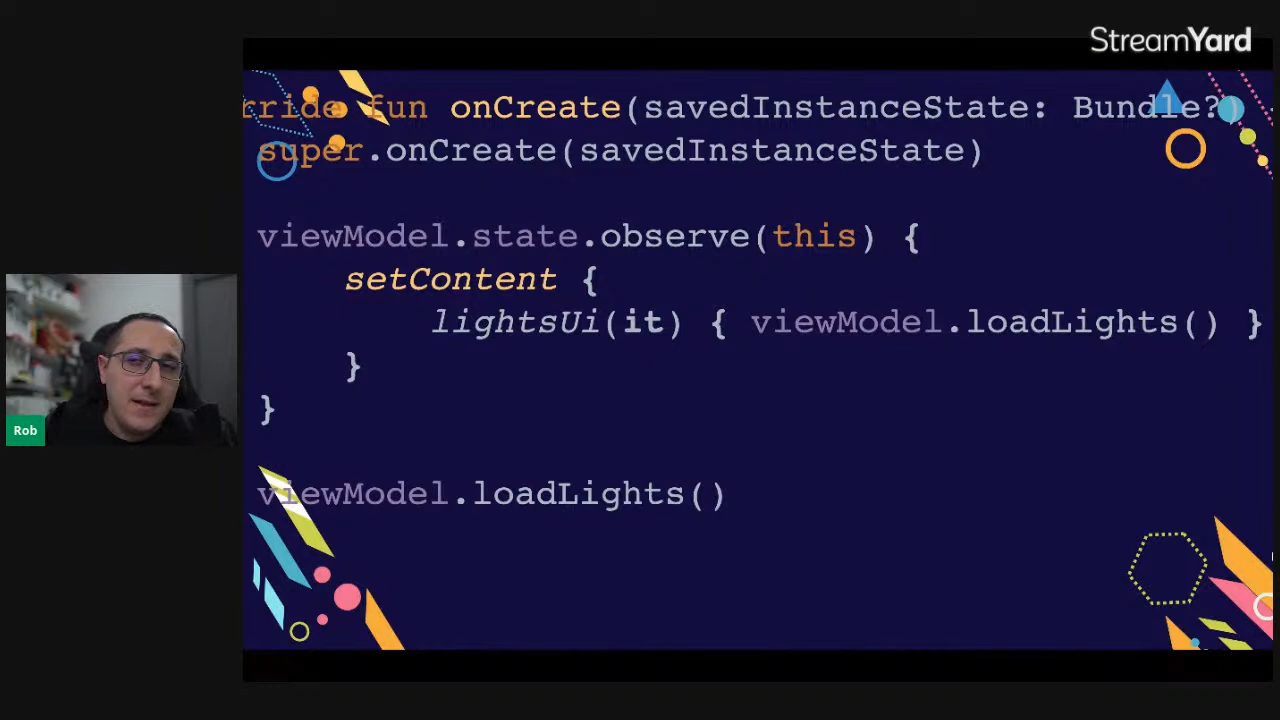 StreamYard
rride fun onCreate(savedInstanceState: Bundle?)
super.onCreate(savedInstanceState)
viewModel.state.observe(this) {
setContent {
lightsUi(it) { viewModel.loadLights() }
}
}
viewModel.loadLights()
Rob